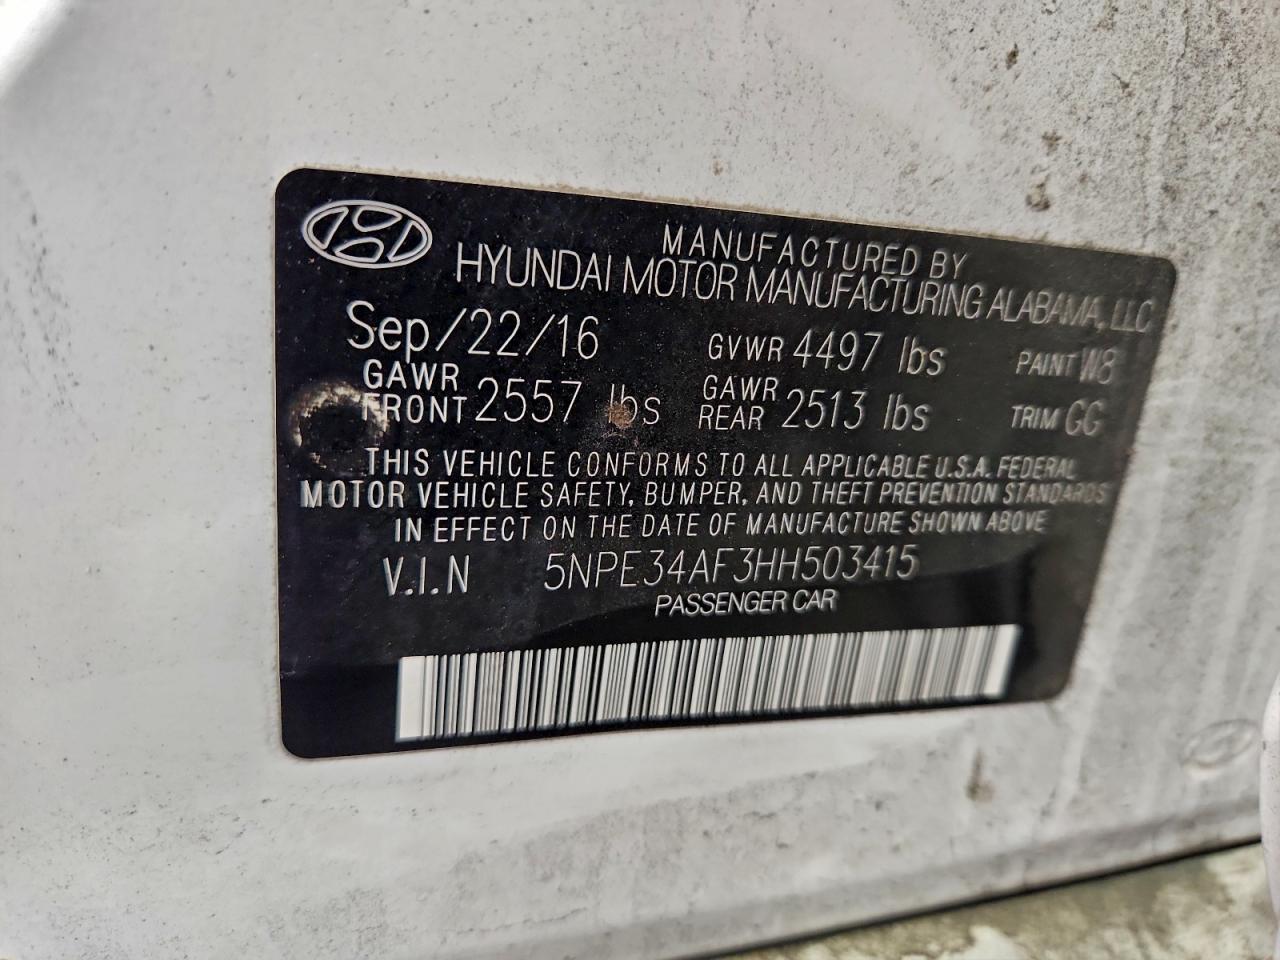 MANUFACTURED BY
HYUNDAI MOTOR MANUFACTURING ALABAMA, LLC
Sep/22/16 GVWR 4497 lbs PAINT W8
GAWR FRONT 2557 lbs GAWR REAR 2513 lbs TRIM GG
THIS VEHICLE CONFORMS TO ALL APPLICABLE U.S.A. FEDERAL
MOTOR VEHICLE SAFETY, BUMPER, AND THEFT PREVENTION STANDARDS
IN EFFECT ON THE DATE OF MANUFACTURE SHOWN ABOVE
V.I.N 5NPE34AF3HH503415
PASSENGER CAR